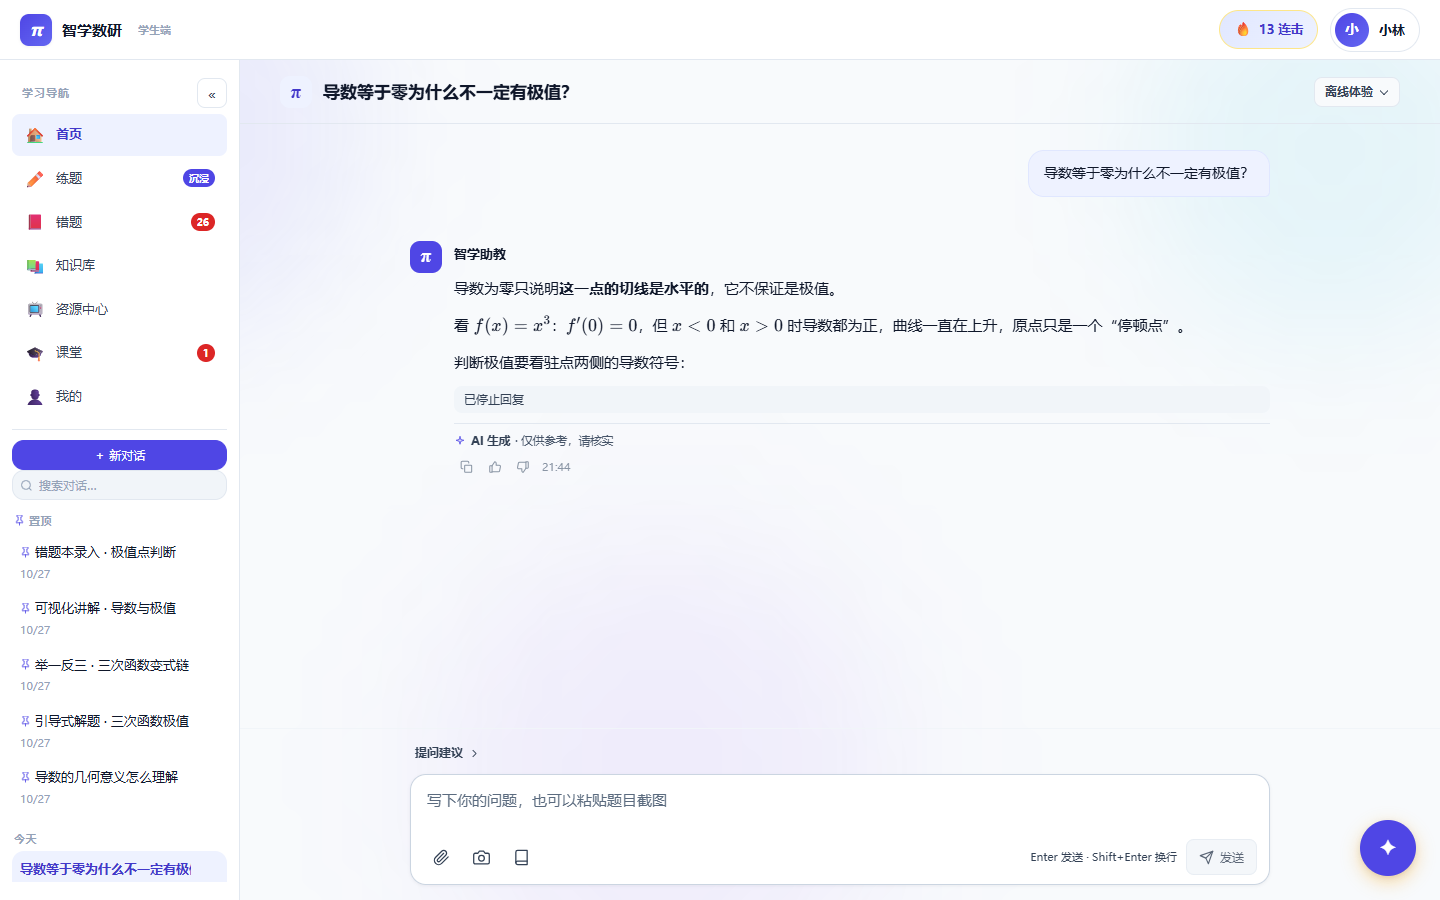 π 智学数研 学生端
13 连击
小 小林
学习导航 «
首页
练题 沉浸
错题 26
知识库
资源中心
课堂 1
我的
+ 新对话
搜索对话...
置顶
错题本录入 · 极值点判断
10/27
可视化讲解 · 导数与极值
10/27
举一反三 · 三次函数变式链
10/27
引导式解题 · 三次函数极值
10/27
导数的几何意义怎么理解
10/27
今天
导数等于零为什么不一定有极
π 导数等于零为什么不一定有极值？
离线体验
导数等于零为什么不一定有极值？
π 智学助教
导数为零只说明这一点的切线是水平的，它不保证是极值。
看 f(x) = x³：f′(0) = 0，但 x < 0 和 x > 0 时导数都为正，曲线一直在上升，原点只是一个“停顿点”。
判断极值要看驻点两侧的导数符号：
已停止回复
AI 生成 · 仅供参考，请核实
21:44
提问建议
写下你的问题，也可以粘贴题目截图
Enter 发送 · Shift+Enter 换行 发送